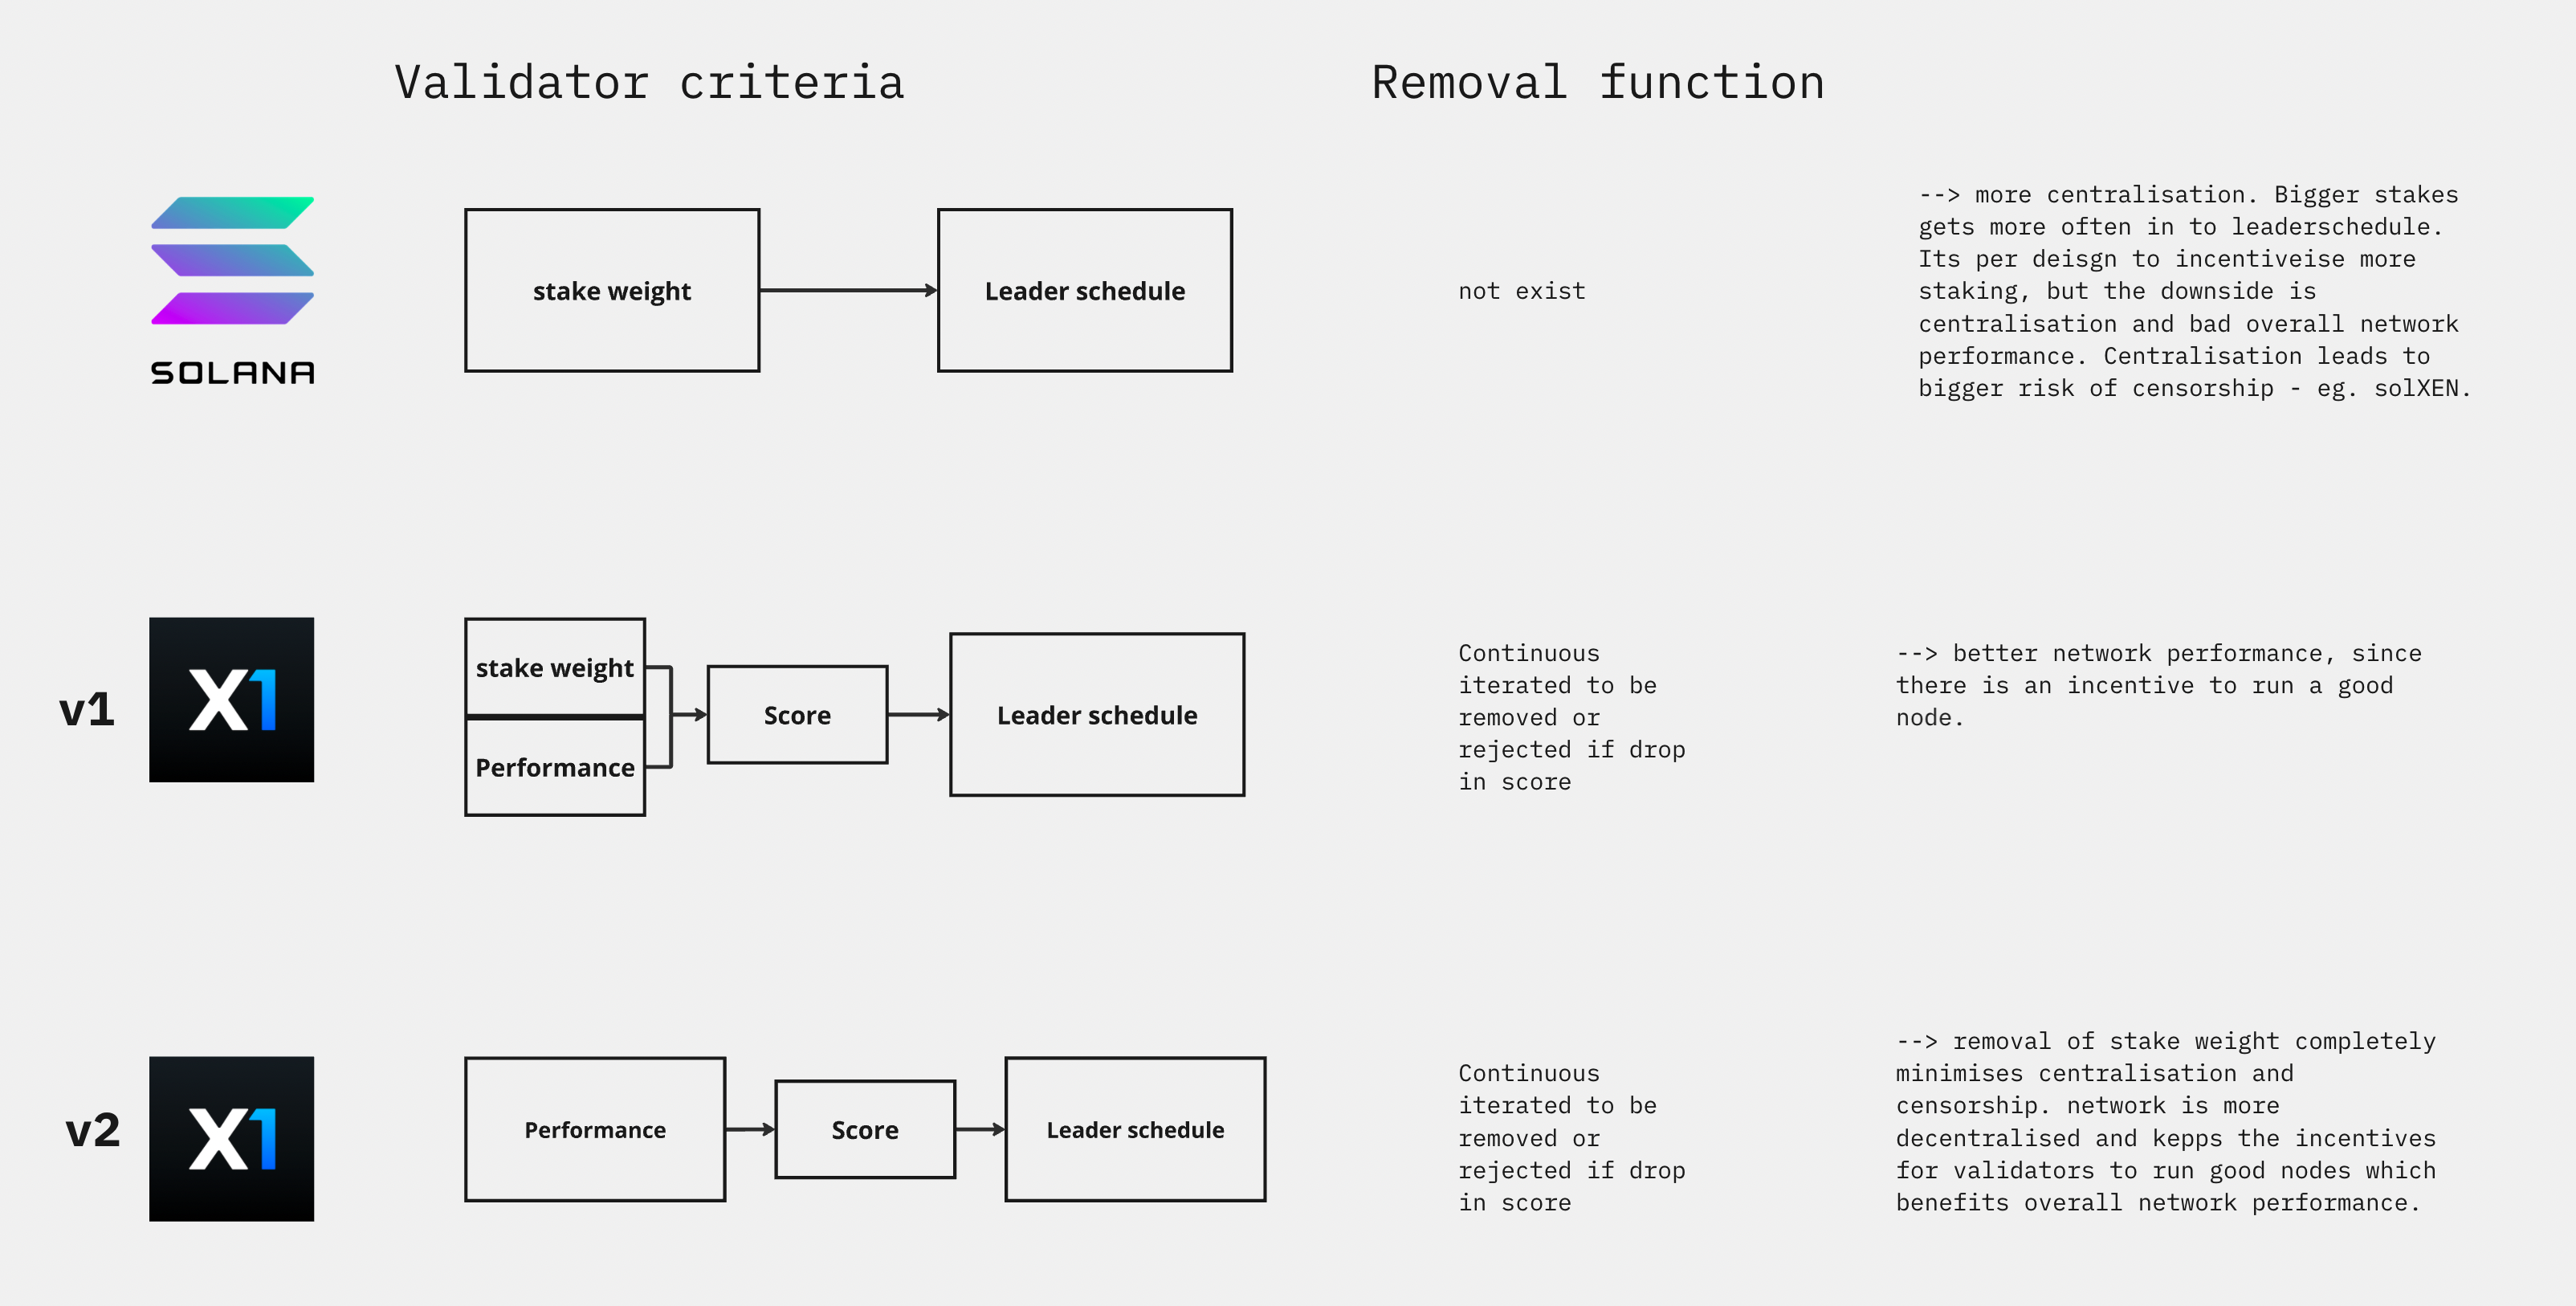 Validator criteria
Removal function
SOLANA
stake weight
Leader schedule
not exist
--> more centralisation. Bigger stakes
gets more often in to leaderschedule.
Its per deisgn to incentiveise more
staking, but the downside is
centralisation and bad overall network
performance. Centralisation leads to
bigger risk of censorship - eg. solXEN.
v1
X1
stake weight
Performance
Score
Leader schedule
Continuous
iterated to be
removed or
rejected if drop
in score
--> better network performance, since
there is an incentive to run a good
node.
v2
X1
Performance
Score
Leader schedule
Continuous
iterated to be
removed or
rejected if drop
in score
--> removal of stake weight completely
minimises centralisation and
censorship. network is more
decentralised and kepps the incentives
for validators to run good nodes which
benefits overall network performance.